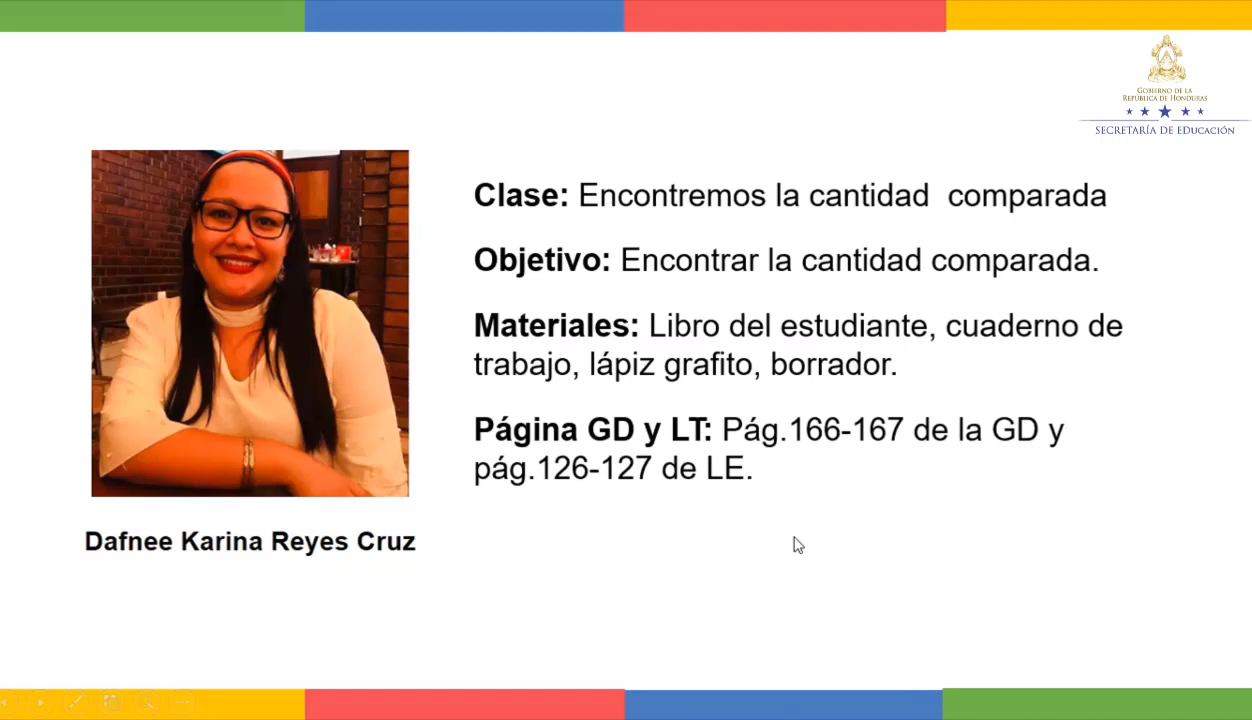 GOBIERNO DE LA
REPÚBLICA DE HONDURAS
SECRETARÍA DE EDUCACIÓN
Clase: Encontremos la cantidad comparada
Objetivo: Encontrar la cantidad comparada.
Materiales: Libro del estudiante, cuaderno de
trabajo, lápiz grafito, borrador.
Página GD y LT: Pág.166-167 de la GD y
pág.126-127 de LE.
Dafnee Karina Reyes Cruz